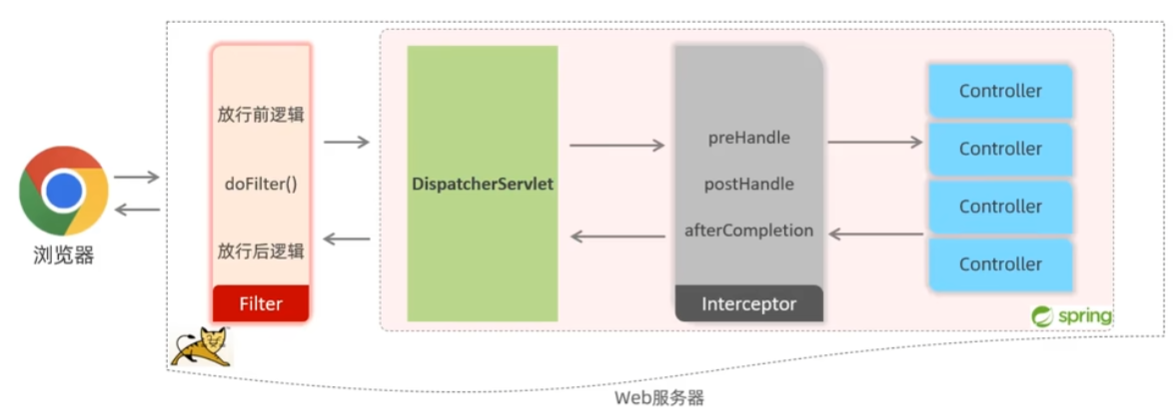 浏览器
放行前逻辑
doFilter()
放行后逻辑
Filter
DispatcherServlet
preHandle
postHandle
afterCompletion
Interceptor
Controller
Controller
Controller
Controller
spring
Web服务器